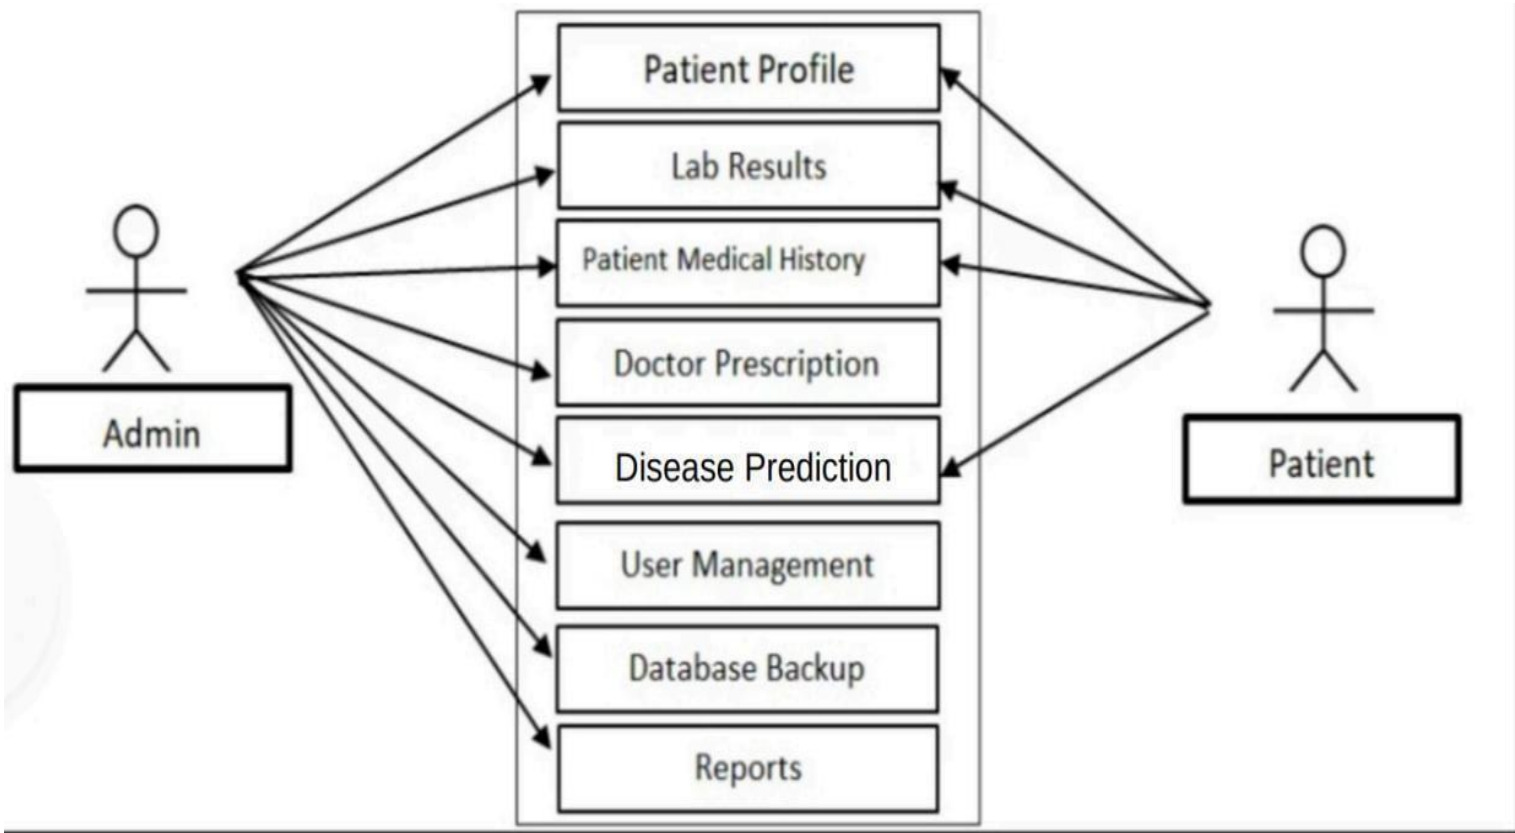 Patient Profile
Lab Results
Patient Medical History
Doctor Prescription
Disease Prediction
User Management
Database Backup
Reports
Admin
Patient